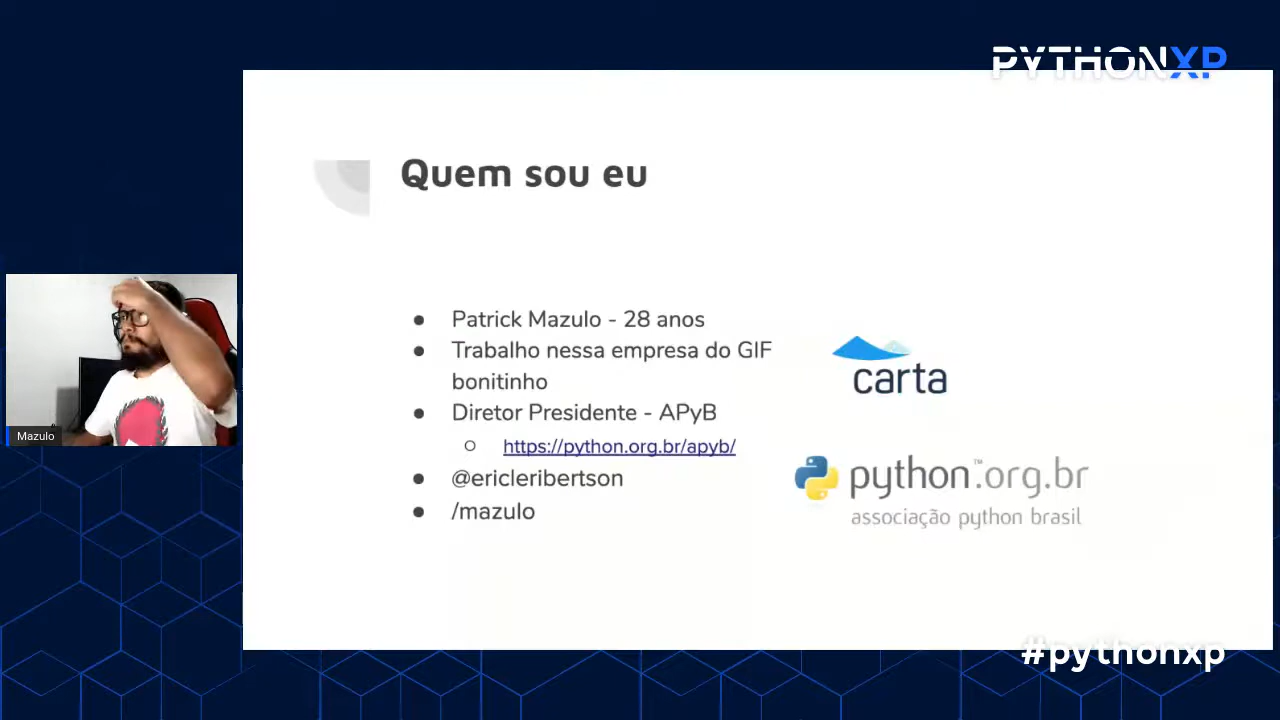 PYTHONXP
Quem sou eu
● Patrick Mazulo - 28 anos
● Trabalho nessa empresa do GIF
bonitinho
● Diretor Presidente - APyB
○ https://python.org.br/apyb/
● @ericleribertson
● /mazulo
carta
python™.org.br
associação python brasil
Mazulo
#pythonxp